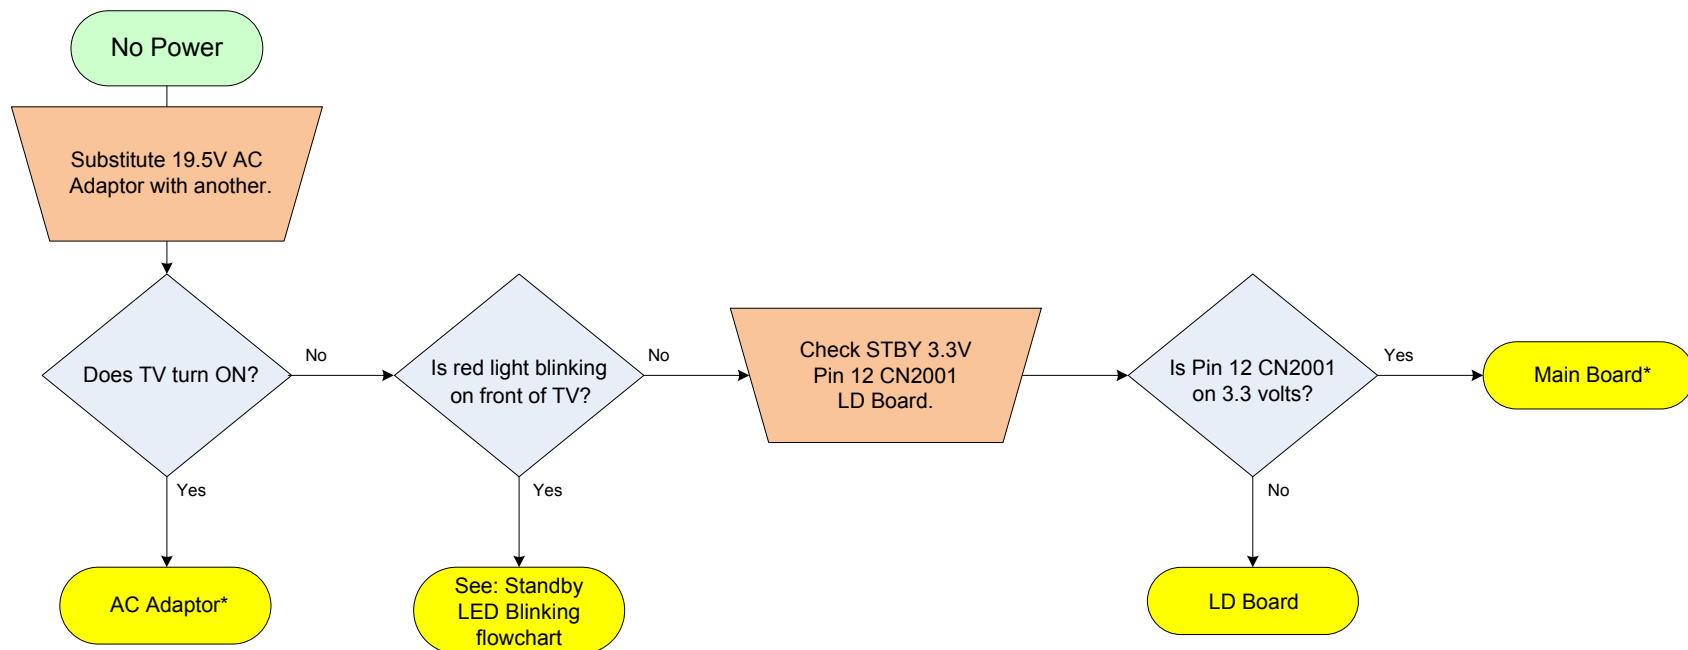 No Power
Substitute 19.5V AC
Adaptor with another.
Does TV turn ON?
No
Yes
AC Adaptor*
Is red light blinking
on front of TV?
No
Yes
See: Standby
LED Blinking
flowchart
Check STBY 3.3V
Pin 12 CN2001
LD Board.
Is Pin 12 CN2001
on 3.3 volts?
Yes
No
Main Board*
LD Board